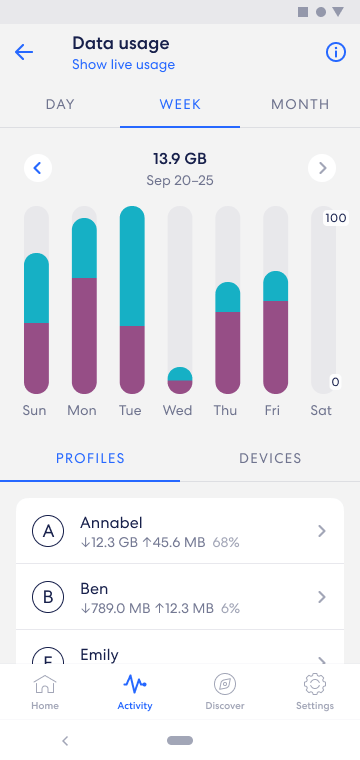 Data usage
Show live usage
DAY WEEK MONTH
13.9 GB
Sep 20–25
100
0
Sun Mon Tue Wed Thu Fri Sat
PROFILES DEVICES
A Annabel
↓12.3 GB ↑45.6 MB 68%
B Ben
↓789.0 MB ↑12.3 MB 6%
Emily
Home Activity Discover Settings